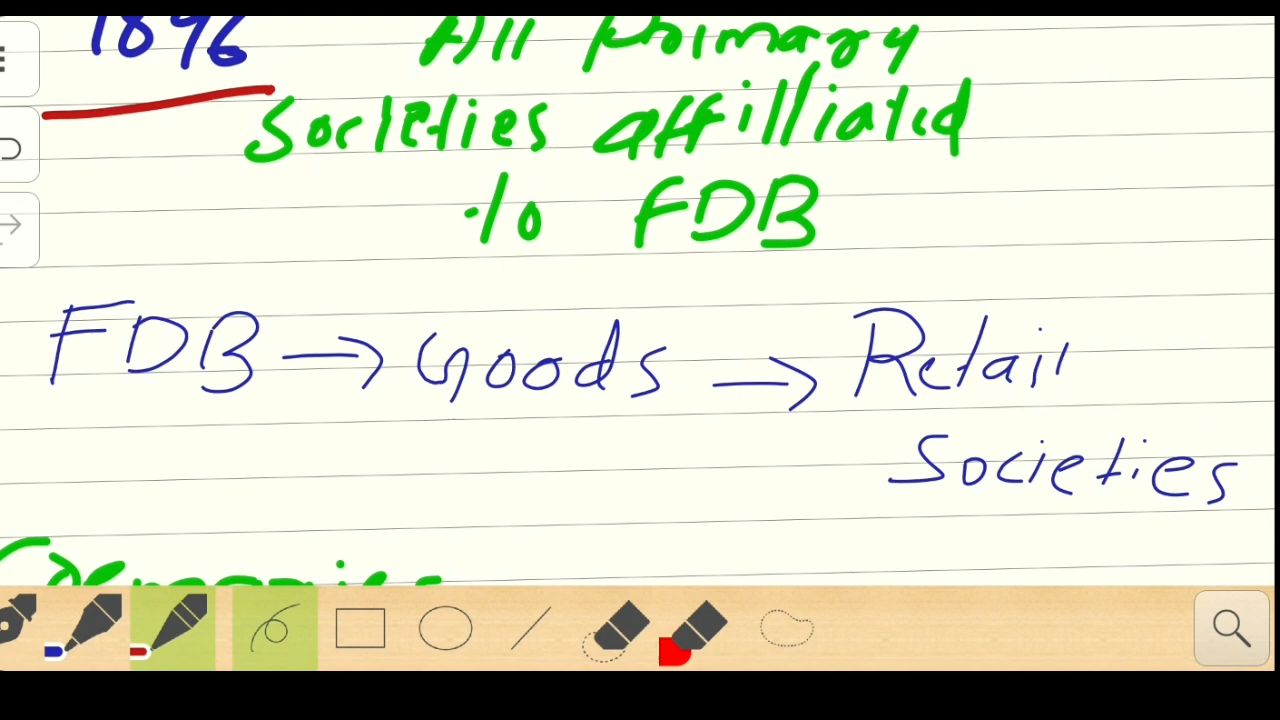 1896 All Primary
Societies affilliated
to FDB
FDB → Goods → Retail
Societies